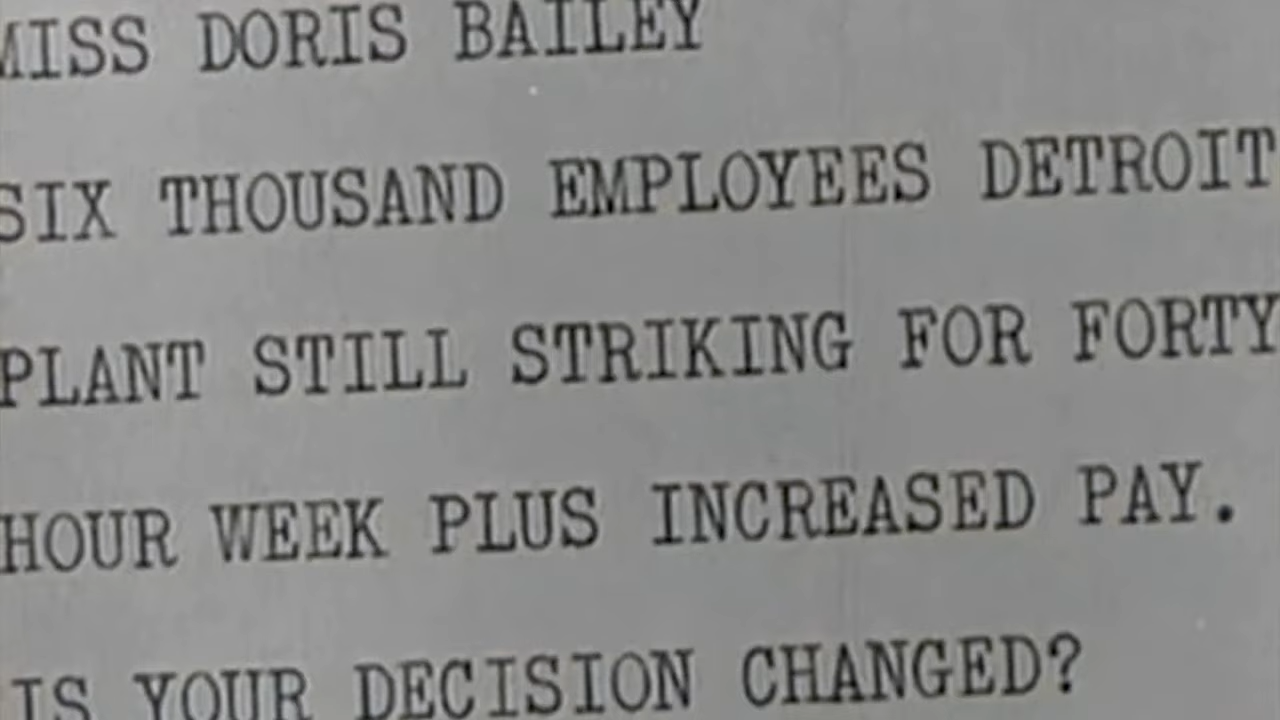 MISS DORIS BAILEY
SIX THOUSAND EMPLOYEES DETROIT
PLANT STILL STRIKING FOR FORTY
HOUR WEEK PLUS INCREASED PAY.
IS YOUR DECISION CHANGED?